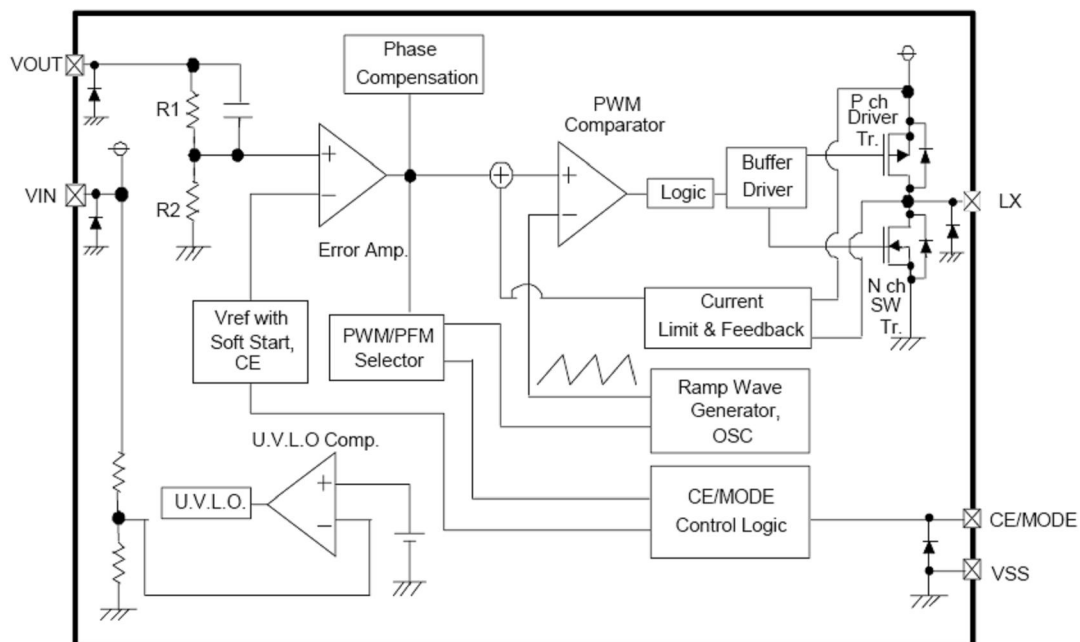 VOUT
R1
Phase
Compensation
PWM
Comparator
P ch
Driver
Tr.
VIN
R2
+
−
Error Amp.
+
+
−
Logic
Buffer
Driver
LX
N ch
SW
Tr.
Vref with
Soft Start,
CE
PWM/PFM
Selector
Current
Limit & Feedback
Ramp Wave
Generator,
OSC
U.V.L.O Comp.
U.V.L.O.
+
−
CE/MODE
Control Logic
CE/MODE
VSS